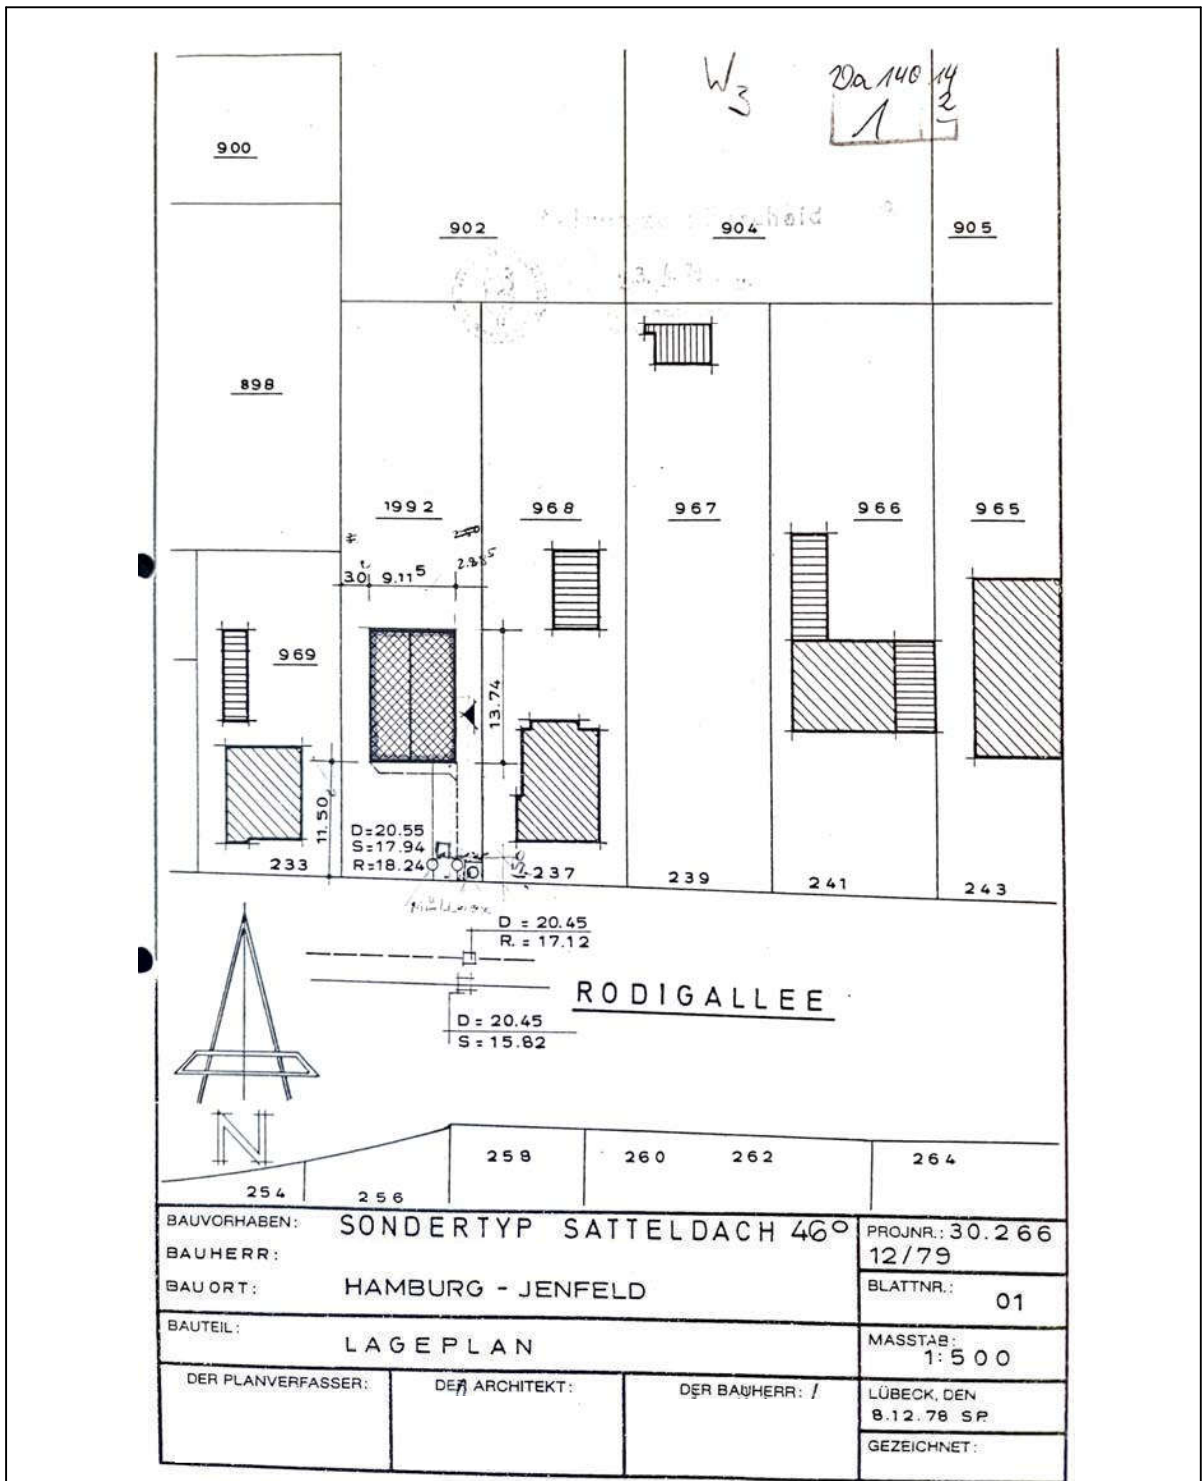 W3
Da 140 14
1 2
900
902
904
905
898
1992
968
967
966
965
3.0
9.11⁵
2.88⁵
969
13.74
11.50
D=20.55
S=17.94
R=18.24
233
237
239
241
243
D = 20.45
R. = 17.12
RODIGALLEE
D = 20.45
S = 15.82
N
254
256
258
260
262
264
BAUVORHABEN: SONDERTYP SATTELDACH 46°
PROJNR.: 30.266
12/79
BAUHERR:
BAUORT: HAMBURG - JENFELD
BLATTNR.: 01
BAUTEIL: LAGEPLAN
MASSTAB: 1:500
DER PLANVERFASSER:
DER ARCHITEKT:
DER BAUHERR: /
LÜBECK, DEN
8.12.78 SP.
GEZEICHNET: